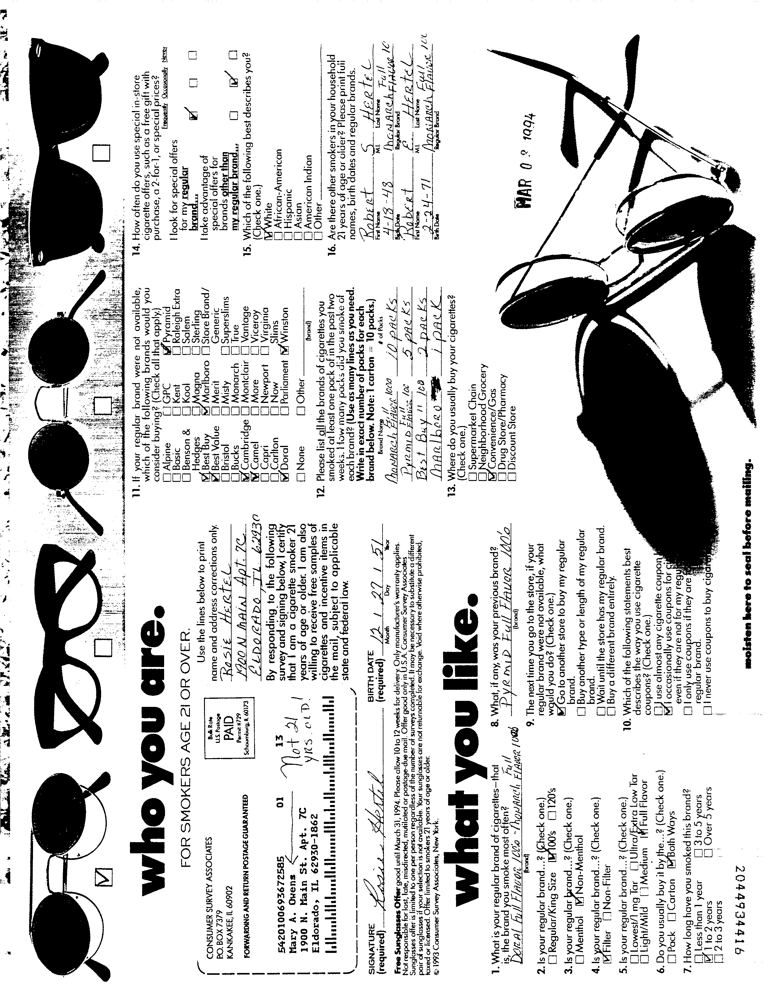 who you are.
FOR SMOKERS AGE 21 OR OVER.
CONSUMER SURVEY ASSOCIATES
P.O. BOX 7379
KANKAKEE, IL 60902
FORWARDING AND RETURN POSTAGE GUARANTEED
Bulk Rate
U.S. Postage
PAID
Permit #729
Schaumburg, IL 60173
5420100693672585 01 13
Mary A. Owens
1900 N. Main St. Apt. 7C
Eldorado, IL 62930-1862
Not 21
yrs. old.
Use the lines below to print
name and address corrections only.
ROSIE HERTEL
1900 N MAIN Apt. 7C
ELDORADO IL 62930
By responding to the following
survey and signing below, I certify
that I am a cigarette smoker 21
years of age or older. I am also
willing to receive free samples of
cigarettes and incentive items in
the mail, subject to applicable
state and federal law.
SIGNATURE Rosie Hertel
(required)
BIRTH DATE 12 / 27 / 51
(required) Month Day Year
Free Sunglasses Offer good until March 31, 1994. Please allow 10 to 12 weeks for delivery. Only manufacturers' warranty applies.
Not responsible for lost, late, misdirected, mutilated or postage-due mail. Offer good only in U.S.A. Consumer Survey Associates
Sunglasses offer is limited to one per person regardless of the number of surveys completed. It may be necessary to substitute a different
pair of sunglasses if your selection is not available. Your sunglasses are not returnable for exchange. Void where otherwise prohibited,
taxed or licensed. Offer limited to smokers 21 years of age or older.
© 1993 Consumer Survey Associates, New York.
11. If your regular brand were not available,
which of the following brands would you
consider buying? (Check all that apply)
Alpine
Basic
Benson &
Hedges
Best Buy
Best Value
Bristol
Bucks
Cambridge
Camel
Capri
Carlton
Doral
None
GPC
Kent
Kool
Magna
Marlboro
Merit
Misty
Monarch
Montclair
More
Newport
Now
Parliament
Other
(brand)
Pyramid
Raleigh Extra
Salem
Sterling
Store Brand/
Generic
Superslims
True
Vantage
Viceroy
Virginia
Slims
Winston
12. Please list all the brands of cigarettes you
smoked at least one pack of in the past two
weeks. How many packs did you smoke of
each brand? (Use as many lines as you need.
Write in exact number of packs for each
brand below. Note: 1 carton = 10 packs.)
Brand Name # of Packs
MONARCH Full FLAVOR 100 10 PACKS
PYRAMID Full FLAVOR 100 5 PACKS
Best Buy 11 100 2 PACKS
MARLBORO 1 PACK
13. Where do you usually buy your cigarettes?
(Check one.)
Supermarket Chain
Neighborhood Grocery
Convenience/Gas
Drug Store/Pharmacy
Discount Store
14. How often do you use special in-store
cigarette offers, such as a free gift with
purchase, a 2-for-1, or special prices?
Frequently Occasionally Never
I look for special offers
for my regular
brand...
I take advantage of
special offers for
brands other than
my regular brand...
15. Which of the following best describes you?
(Check one.)
White
African-American
Hispanic
Asian
American Indian
Other
16. Are there other smokers in your household
21 years of age or older? Please print full
names, birth dates and regular brands.
Robert S HERTEL
First Name M.I. Last Name
4-18-48 MONARCH Full FLAVOR 100
Birth Date Regular Brand
Robert E HERTEL
First Name M.I. Last Name
2-24-71 MONARCH Full FLAVOR 100
Birth Date Regular Brand
MAR 03 1994
what you like.
1. What is your regular brand of cigarettes—that
is, the brand you smoke most often?
DORAL Full FLAVOR 100's - MONARCH Full FLAVOR 100's
(brand)
2. Is your regular brand...? (Check one.)
Regular/King Size 100's 120's
3. Is your regular brand...? (Check one.)
Menthol Non-Menthol
4. Is your regular brand...? (Check one.)
Filter Non-Filter
5. Is your regular brand...? (Check one.)
Lowest/1 mg Tar Ultra/Extra Low Tar
Light/Mild Medium Full Flavor
6. Do you usually buy it by the...? (Check one.)
Pack Carton Both Ways
7. How long have you smoked this brand?
Less than 1 year 3 to 5 years
1 to 2 years Over 5 years
2 to 3 years
8. What, if any, was your previous brand?
PYRAMID Full FLAVOR 100's
(brand)
9. The next time you go to the store, if your
regular brand were not available, what
would you do? (Check one.)
Go to another store to buy my regular
brand.
Buy another type or length of my regular
brand.
Wait until the store has my regular brand.
Buy a different brand entirely.
10. Which of the following statements best
describes the way you use cigarette
coupons? (Check one.)
I use almost any cigarette coupon I
I occasionally use coupons for ci
even if they are not for my regu
I only use coupons if they are fo
regular brand.
I never use coupons to buy cigar
moisten here to seal before mailing.
2044934416